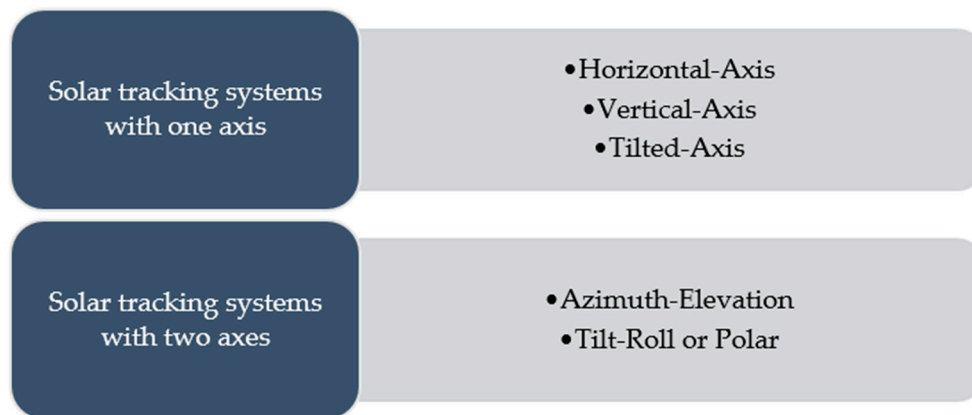 Solar tracking systems
with one axis
•Horizontal-Axis
•Vertical-Axis
•Tilted-Axis
Solar tracking systems
with two axes
•Azimuth-Elevation
•Tilt-Roll or Polar